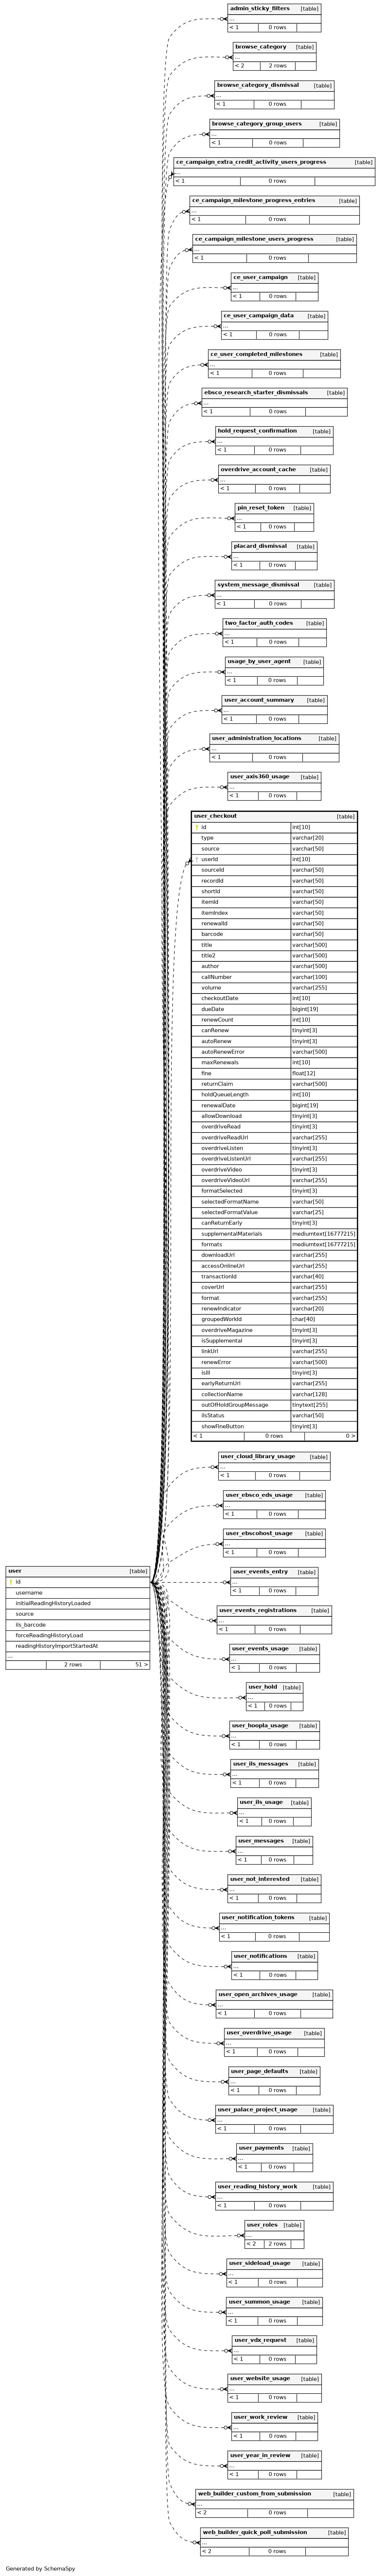 admin_sticky_filters [table]
...
< 1 0 rows
browse_category [table]
...
< 2 2 rows
browse_category_dismissal [table]
...
< 1 0 rows
browse_category_group_users [table]
...
< 1 0 rows
ce_campaign_extra_credit_activity_users_progress [table]
...
< 1 0 rows
ce_campaign_milestone_progress_entries [table]
...
< 1 0 rows
ce_campaign_milestone_users_progress [table]
...
< 1 0 rows
ce_user_campaign [table]
...
< 1 0 rows
ce_user_campaign_data [table]
...
< 1 0 rows
ce_user_completed_milestones [table]
...
< 1 0 rows
ebsco_research_starter_dismissals [table]
...
< 1 0 rows
hold_request_confirmation [table]
...
< 1 0 rows
overdrive_account_cache [table]
...
< 1 0 rows
pin_reset_token [table]
...
< 1 0 rows
placard_dismissal [table]
...
< 1 0 rows
system_message_dismissal [table]
...
< 1 0 rows
two_factor_auth_codes [table]
...
< 1 0 rows
usage_by_user_agent [table]
...
< 1 0 rows
user_account_summary [table]
...
< 1 0 rows
user_administration_locations [table]
...
< 1 0 rows
user_axis360_usage [table]
...
< 1 0 rows
user_checkout [table]
id int[10]
type varchar[20]
source varchar[50]
userId int[10]
sourceId varchar[50]
recordId varchar[50]
shortId varchar[50]
itemId varchar[50]
itemIndex varchar[50]
renewalId varchar[50]
barcode varchar[50]
title varchar[500]
title2 varchar[500]
author varchar[500]
callNumber varchar[100]
volume varchar[255]
checkoutDate int[10]
dueDate bigint[19]
renewCount int[10]
canRenew tinyint[3]
autoRenew tinyint[3]
autoRenewError varchar[500]
maxRenewals int[10]
fine float[12]
returnClaim varchar[500]
holdQueueLength int[10]
renewalDate bigint[19]
allowDownload tinyint[3]
overdriveRead tinyint[3]
overdriveReadUrl varchar[255]
overdriveListen tinyint[3]
overdriveListenUrl varchar[255]
overdriveVideo tinyint[3]
overdriveVideoUrl varchar[255]
formatSelected tinyint[3]
selectedFormatName varchar[50]
selectedFormatValue varchar[25]
canReturnEarly tinyint[3]
supplementalMaterials mediumtext[16777215]
formats mediumtext[16777215]
downloadUrl varchar[255]
accessOnlineUrl varchar[255]
transactionId varchar[40]
coverUrl varchar[255]
format varchar[255]
renewIndicator varchar[20]
groupedWorkId char[40]
overdriveMagazine tinyint[3]
isSupplemental tinyint[3]
linkUrl varchar[255]
renewError varchar[500]
isIll tinyint[3]
earlyReturnUrl varchar[255]
collectionName varchar[128]
outOfHoldGroupMessage tinytext[255]
ilsStatus varchar[50]
showFineButton tinyint[3]
< 1 0 rows 0 >
user_cloud_library_usage [table]
...
< 1 0 rows
user_ebsco_eds_usage [table]
...
< 1 0 rows
user_ebscohost_usage [table]
...
< 1 0 rows
user [table]
id
username
initialReadingHistoryLoaded
source
ils_barcode
forceReadingHistoryLoad
readingHistoryImportStartedAt
...
2 rows 51 >
user_events_entry [table]
...
< 1 0 rows
user_events_registrations [table]
...
< 1 0 rows
user_events_usage [table]
...
< 1 0 rows
user_hold [table]
...
< 1 0 rows
user_hoopla_usage [table]
...
< 1 0 rows
user_ils_messages [table]
...
< 1 0 rows
user_ils_usage [table]
...
< 1 0 rows
user_messages [table]
...
< 1 0 rows
user_not_interested [table]
...
< 1 0 rows
user_notification_tokens [table]
...
< 1 0 rows
user_notifications [table]
...
< 1 0 rows
user_open_archives_usage [table]
...
< 1 0 rows
user_overdrive_usage [table]
...
< 1 0 rows
user_page_defaults [table]
...
< 1 0 rows
user_palace_project_usage [table]
...
< 1 0 rows
user_payments [table]
...
< 1 0 rows
user_reading_history_work [table]
...
< 1 0 rows
user_roles [table]
...
< 2 2 rows
user_sideload_usage [table]
...
< 1 0 rows
user_summon_usage [table]
...
< 1 0 rows
user_vdx_request [table]
...
< 1 0 rows
user_website_usage [table]
...
< 1 0 rows
user_work_review [table]
...
< 1 0 rows
user_year_in_review [table]
...
< 1 0 rows
web_builder_custom_from_submission [table]
...
< 2 0 rows
web_builder_quick_poll_submission [table]
...
< 2 0 rows
Generated by SchemaSpy